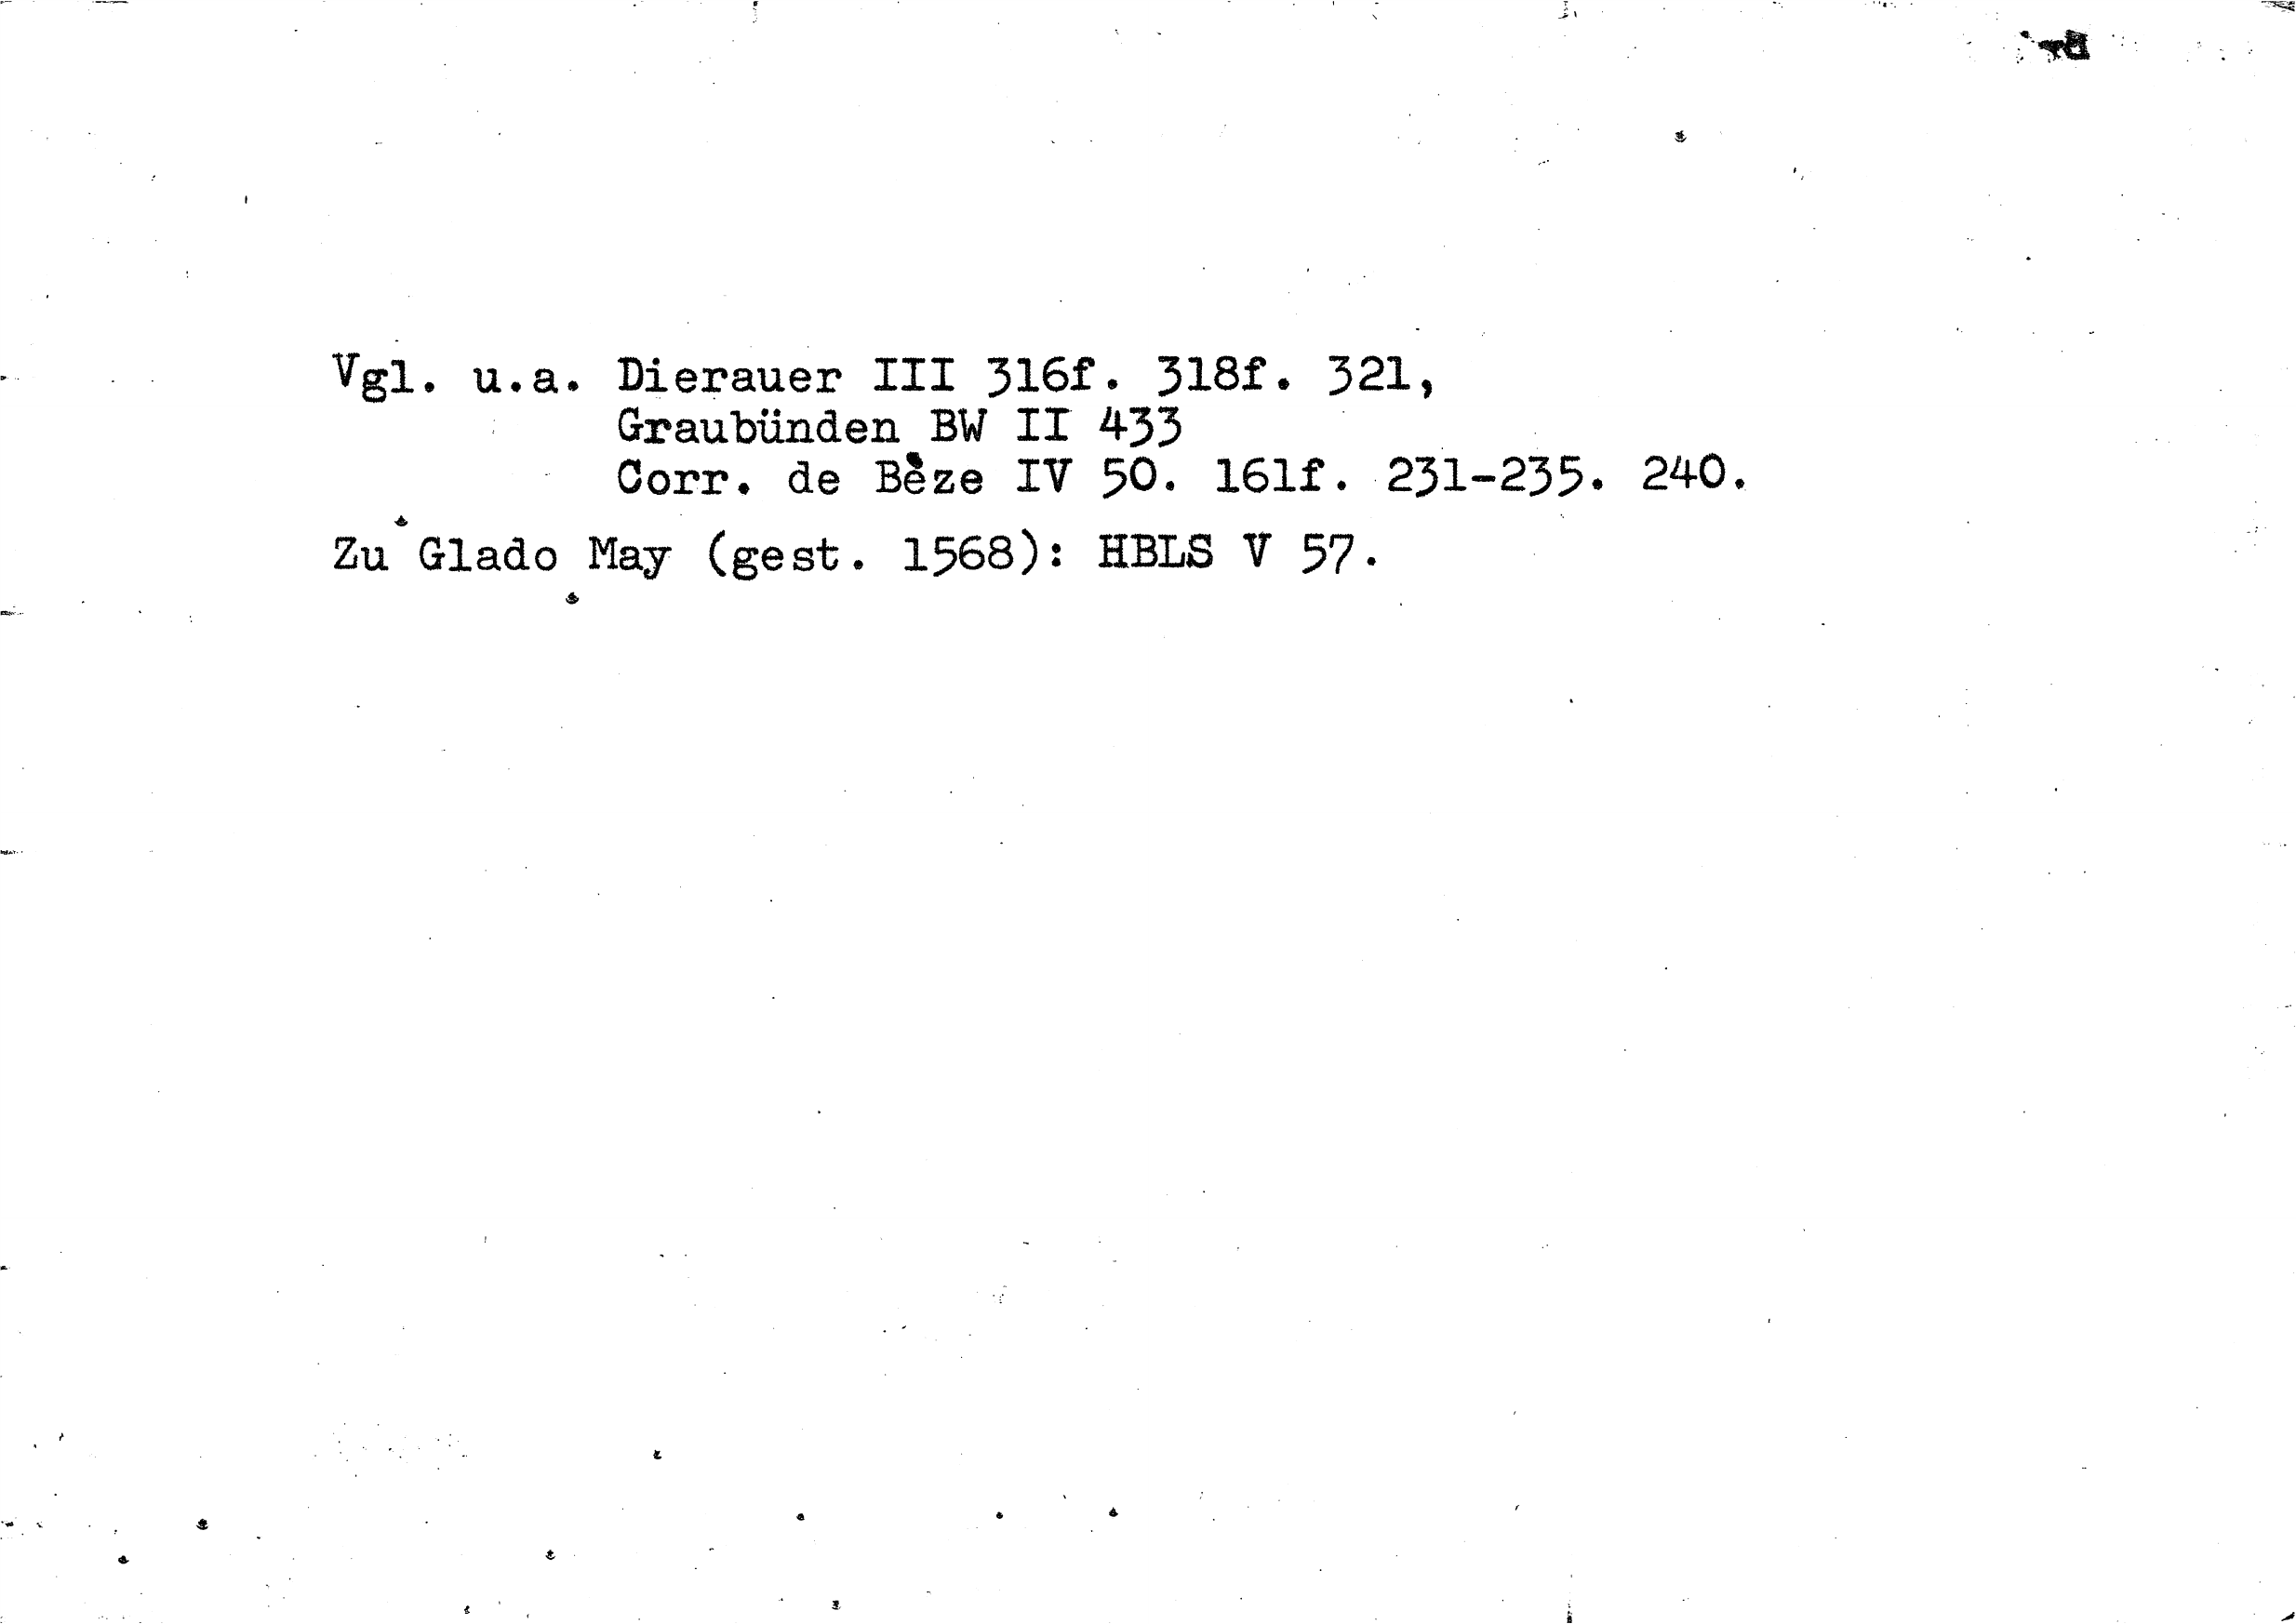 Vgl. u.a. Dierauer III 316f. 318f. 321,
Graubünden BW II 433
Corr. de Bèze IV 50. 161f. 231-235. 240.
Zu Glado May (gest. 1568): HBLS V 57.